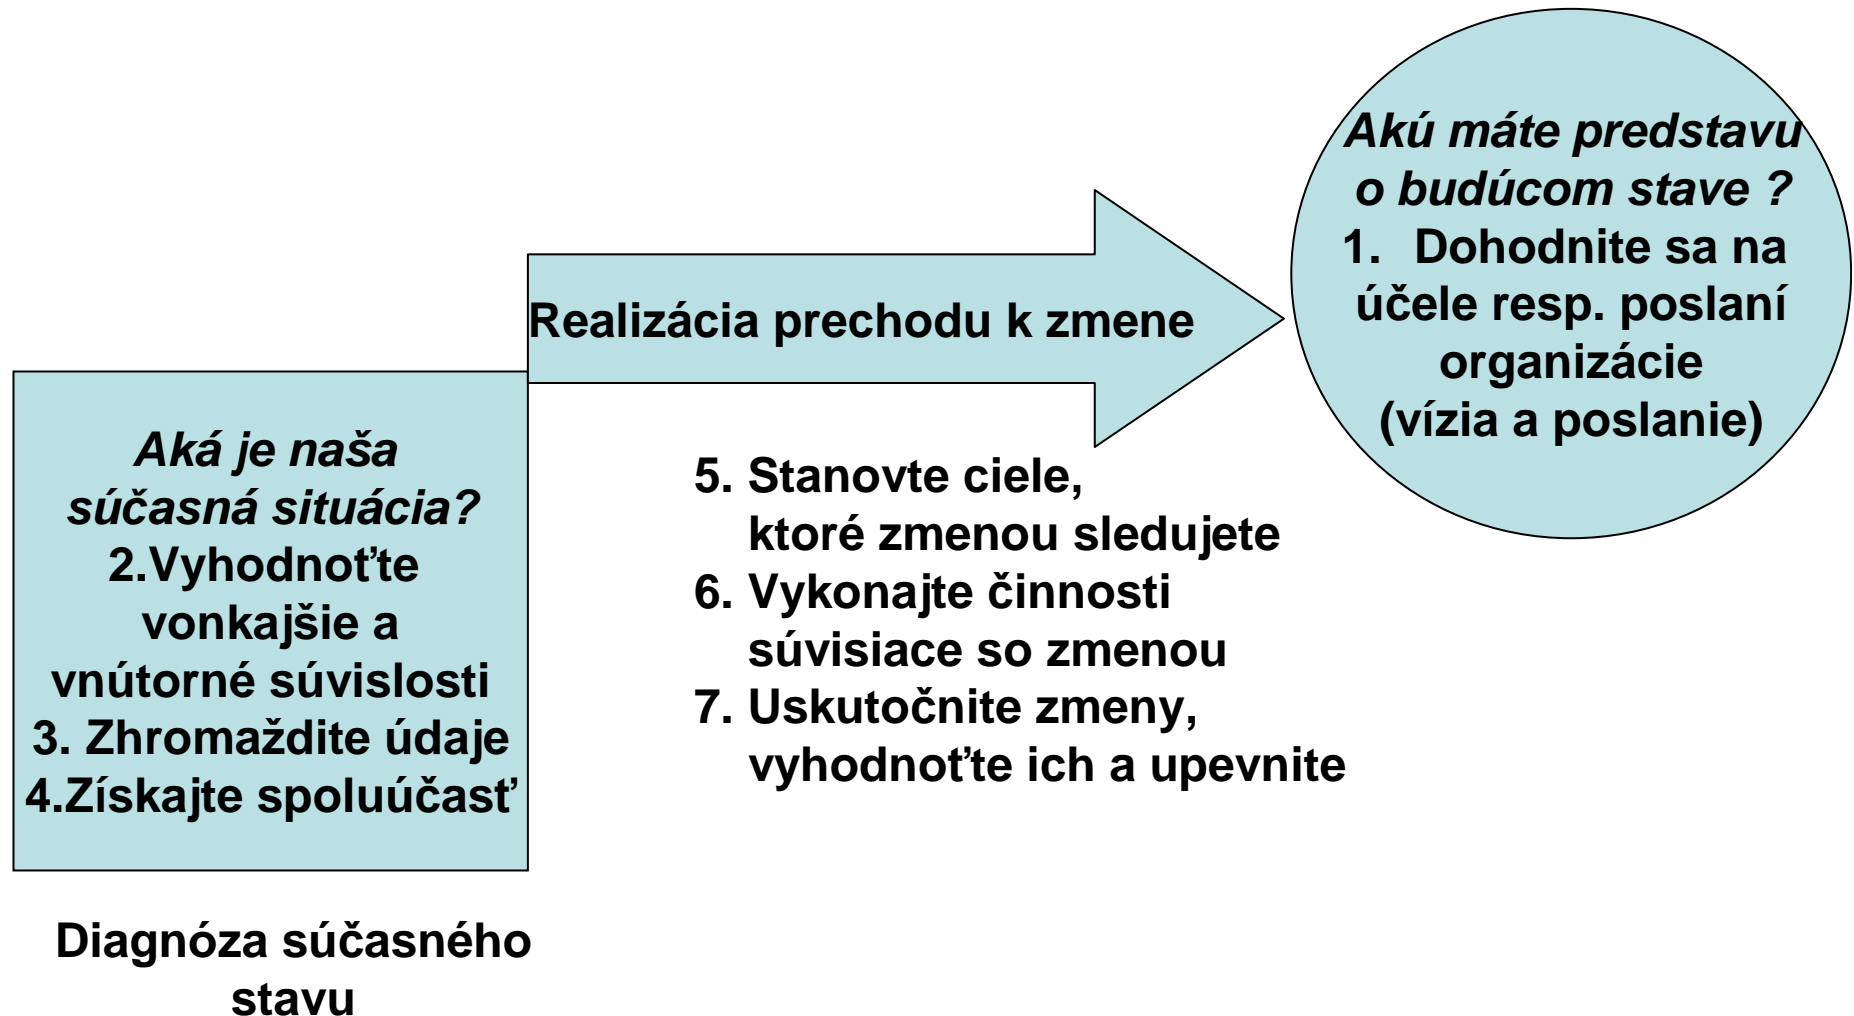 Akú máte predstavu
o budúcom stave ?
1. Dohodnite sa na
účele resp. poslaní
organizácie
(vízia a poslanie)
Realizácia prechodu k zmene
Aká je naša
súčasná situácia?
2.Vyhodnoťte
vonkajšie a
vnútorné súvislosti
3. Zhromaždite údaje
4.Získajte spoluúčasť
5. Stanovte ciele,
ktoré zmenou sledujete
6. Vykonajte činnosti
súvisiace so zmenou
7. Uskutočnite zmeny,
vyhodnoťte ich a upevnite
Diagnóza súčasného
stavu